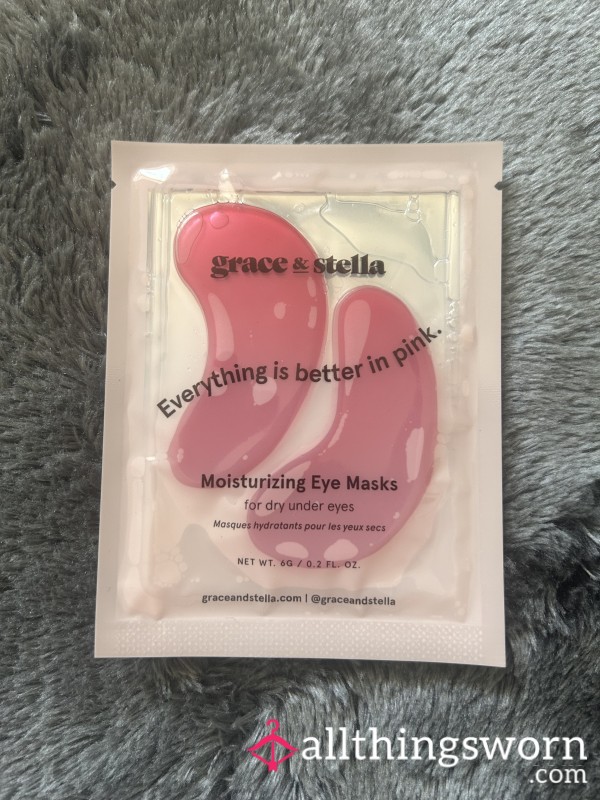 grace & stella
Everything is better in pink.
Moisturizing Eye Masks
for dry under eyes
Masques hydratants pour les yeux secs
NET WT. 6G / 0.2 FL. OZ.
graceandstella.com | @graceandstella
allthingsworn
.com